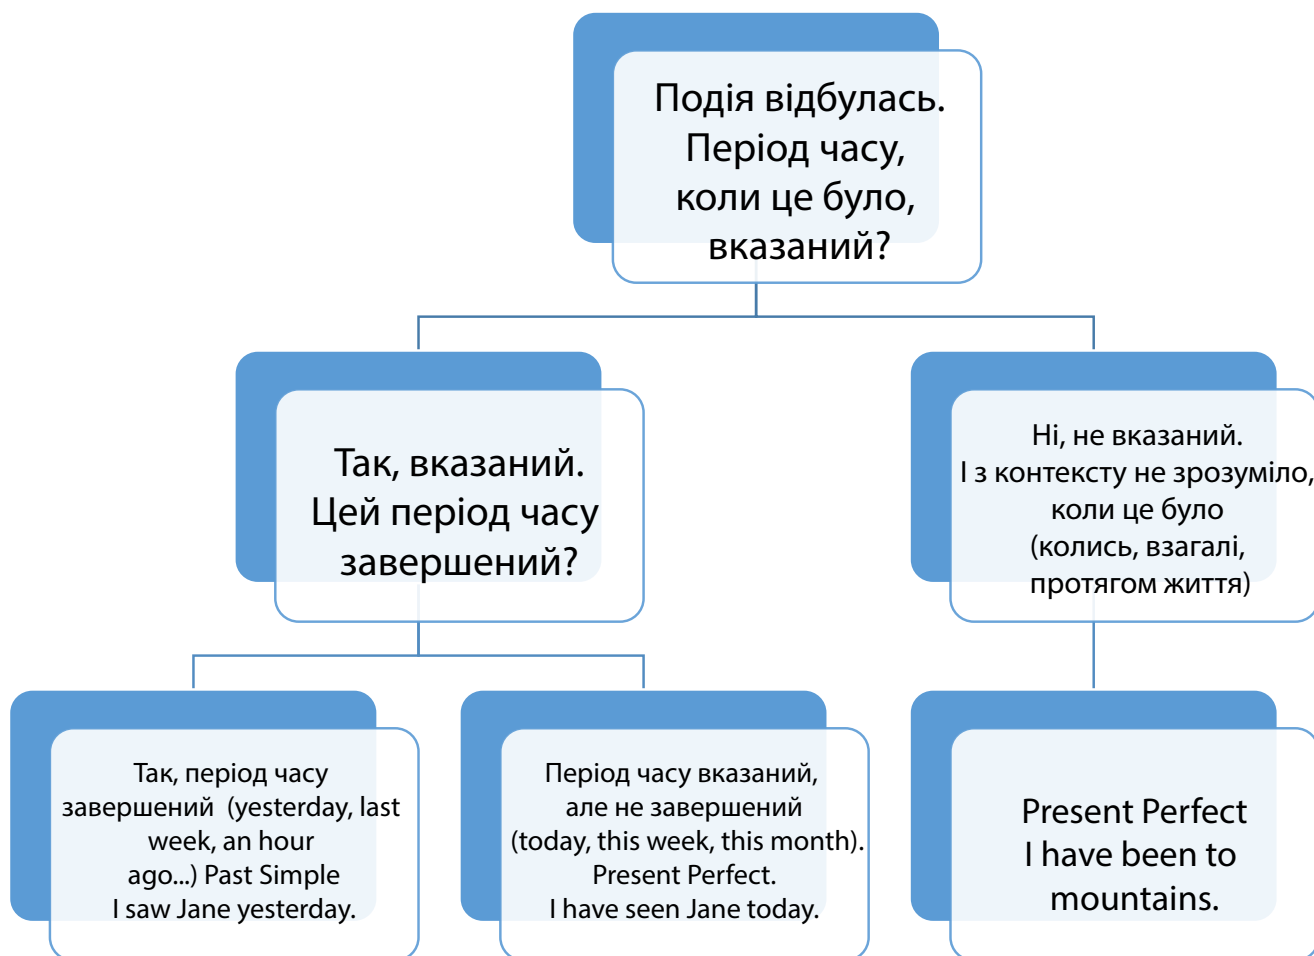 Подія відбулась.
Період часу,
коли це було,
вказаний?
Так, вказаний.
Цей період часу
завершений?
Ні, не вказаний.
І з контексту не зрозуміло,
коли це було
(колись, взагалі,
протягом життя)
Так, період часу
завершений (yesterday, last
week, an hour
ago...) Past Simple
I saw Jane yesterday.
Період часу вказаний,
але не завершений
(today, this week, this month).
Present Perfect.
I have seen Jane today.
Present Perfect
I have been to
mountains.